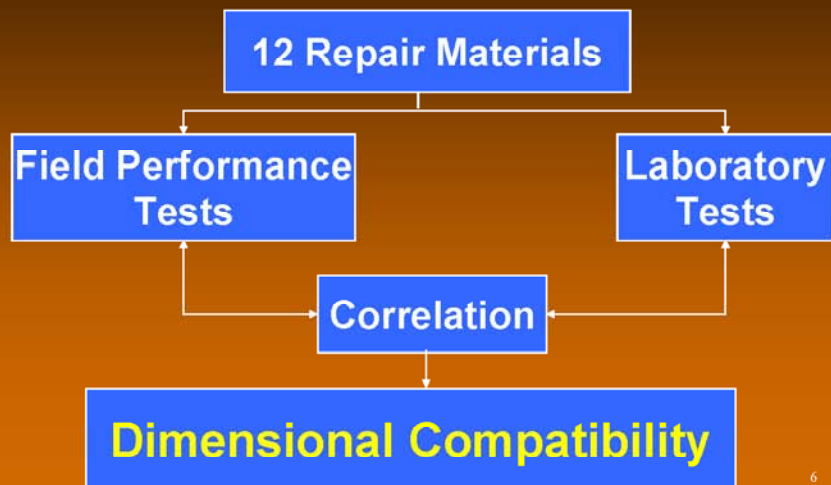 12 Repair Materials
Field Performance
Tests
Laboratory
Tests
Correlation
Dimensional Compatibility
6